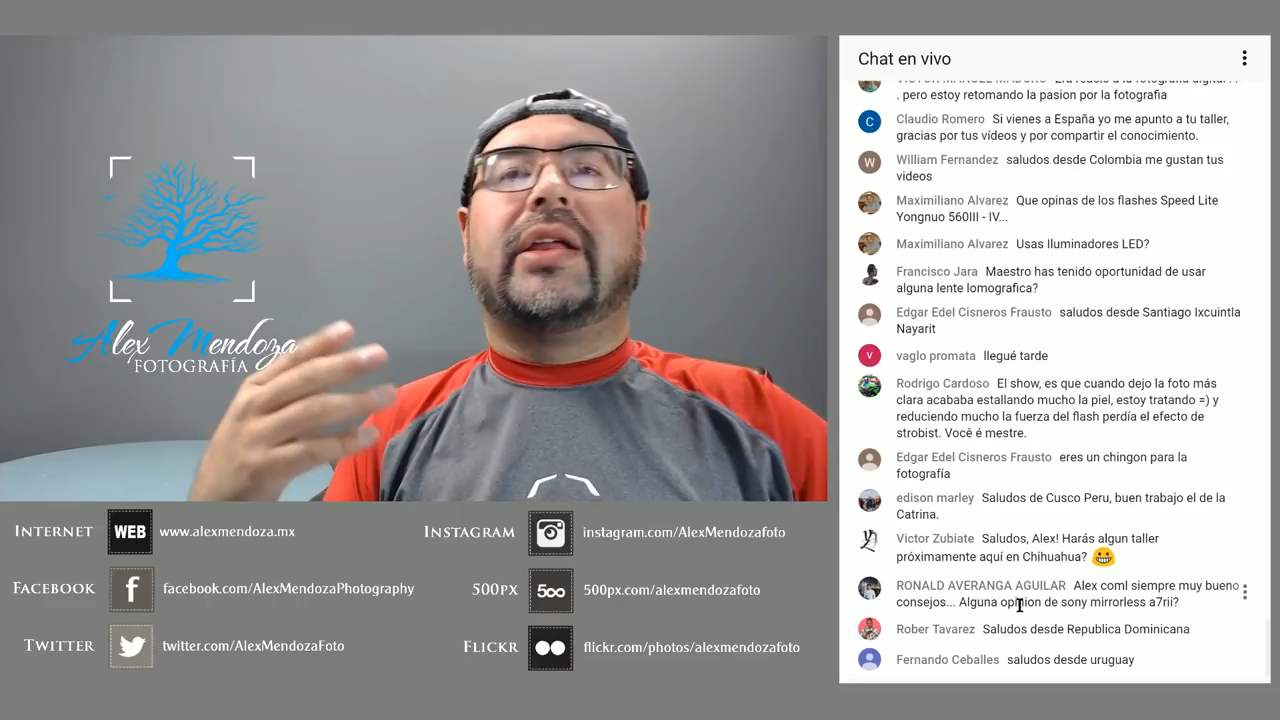 Alex Mendoza
FOTOGRAFÍA
INTERNET WEB www.alexmendoza.mx
FACEBOOK f facebook.com/AlexMendozaPhotography
TWITTER twitter.com/AlexMendozaFoto
INSTAGRAM instagram.com/AlexMendozafoto
500PX 500 500px.com/alexmendozafoto
FLICKR flickr.com/photos/alexmendozafoto
Chat en vivo
. pero estoy retomando la pasion por la fotografia
C Claudio Romero Si vienes a España yo me apunto a tu taller,
gracias por tus vídeos y por compartir el conocimiento.
W William Fernandez saludos desde Colombia me gustan tus
videos
Maximiliano Alvarez Que opinas de los flashes Speed Lite
Yongnuo 560III - IV...
Maximiliano Alvarez Usas Iluminadores LED?
Francisco Jara Maestro has tenido oportunidad de usar
alguna lente lomografica?
Edgar Edel Cisneros Frausto saludos desde Santiago Ixcuintla
Nayarit
v vaglo promata llegué tarde
Rodrigo Cardoso El show, es que cuando dejo la foto más
clara acababa estallando mucho la piel, estoy tratando =) y
reduciendo mucho la fuerza del flash perdía el efecto de
strobist. Você é mestre.
Edgar Edel Cisneros Frausto eres un chingon para la
fotografía
edison marley Saludos de Cusco Peru, buen trabajo el de la
Catrina.
Victor Zubiate Saludos, Alex! Harás algun taller
próximamente aquí en Chihuahua? 😀
RONALD AVERANGA AGUILAR Alex coml siempre muy bueno
consejos... Alguna opinion de sony mirrorless a7rii?
Rober Tavarez Saludos desde Republica Dominicana
Fernando Ceballes saludos desde uruguay